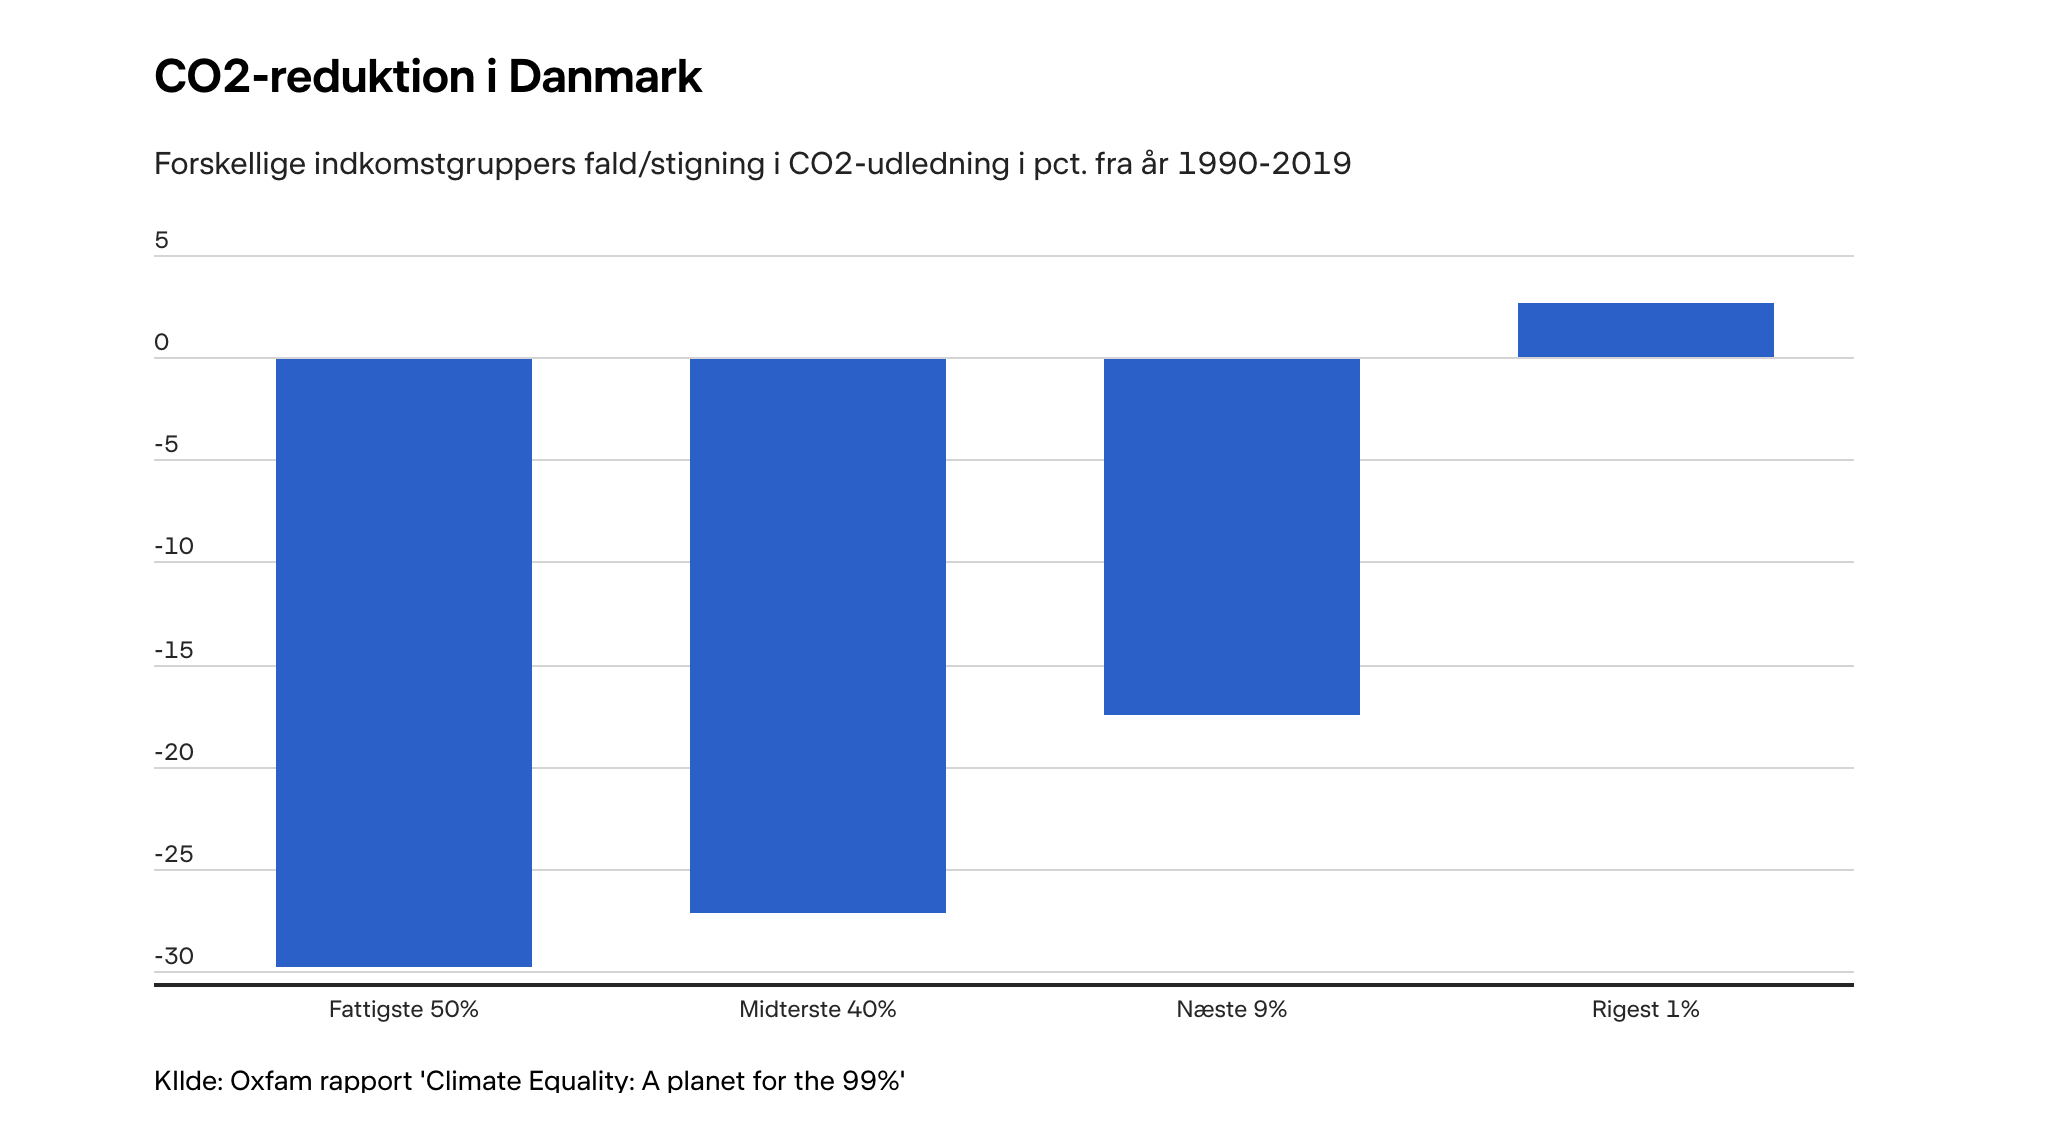 CO2-reduktion i Danmark
Forskellige indkomstgruppers fald/stigning i CO2-udledning i pct. fra år 1990-2019
5
0
-5
-10
-15
-20
-25
-30
Fattigste 50%
Midterste 40%
Næste 9%
Rigest 1%
KIlde: Oxfam rapport 'Climate Equality: A planet for the 99%'